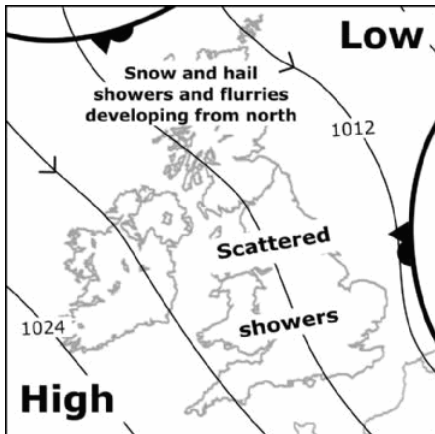 Low
Snow and hail
showers and flurries
developing from north
1012
Scattered
showers
1024
High